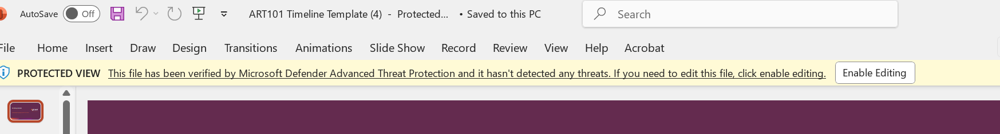 AutoSave Off ART101 Timeline Template (4) - Protected... • Saved to this PC Search
File Home Insert Draw Design Transitions Animations Slide Show Record Review View Help Acrobat
PROTECTED VIEW This file has been verified by Microsoft Defender Advanced Threat Protection and it hasn't detected any threats. If you need to edit this file, click enable editing. Enable Editing